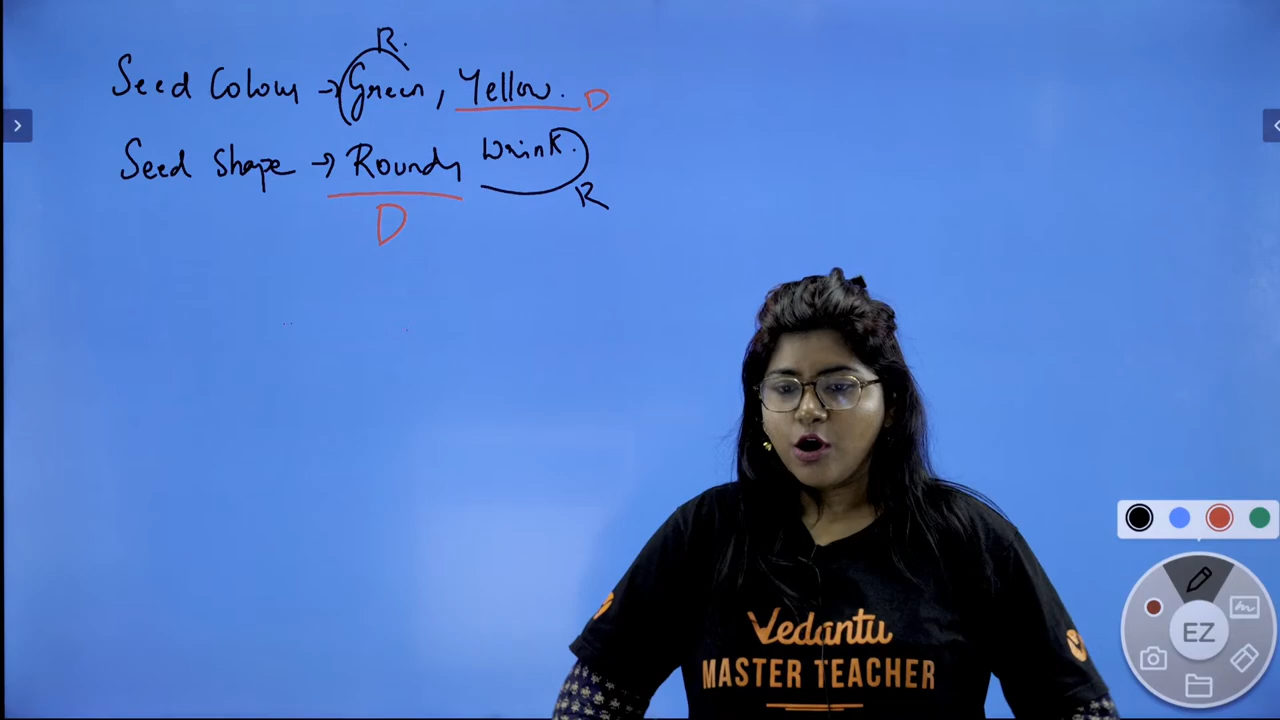 R.
Seed Colour → Green, Yellow. D
Seed Shape → Round, Wrink.
R
D
Vedantu
MASTER TEACHER
EZ